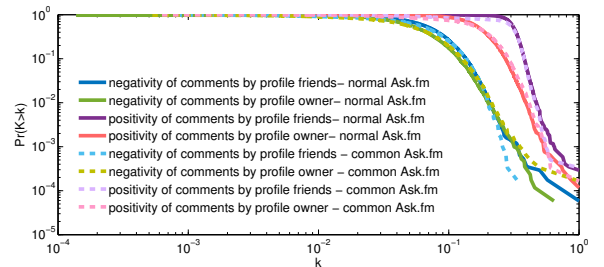 10^0
10^-1
10^-2
10^-3
10^-4
10^-5
Pr(K>k)
negativity of comments by profile friends– normal Ask.fm
negativity of comments by profile owner– normal Ask.fm
positivity of comments by profile friends– normal Ask.fm
positivity of comments by profile owner– normal Ask.fm
negativity of comments by profile friends – common Ask.fm
negativity of comments by profile owner – common Ask.fm
positivity of comments by profile friends – common Ask.fm
positivity of comments by profile owner – common Ask.fm
10^-4 10^-3 10^-2 10^-1 10^0
k